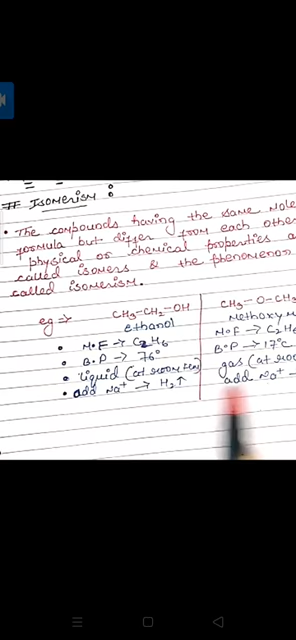 # Isomerism :
• The compounds having the same mole
formula but differ from each othe
physical or chemical properties a
called isomers & the phenomenon
called isomerism.
eg → CH3-CH2-OH
ethanol
• M.F → C2H6
• B.P → 76°
• liquid (at room tem)
• add Na+ → H2↑
CH3-O-CH
Methoxy m
M.F → C2H6
B.P → 17°C
gas (at roo
add Na+ -